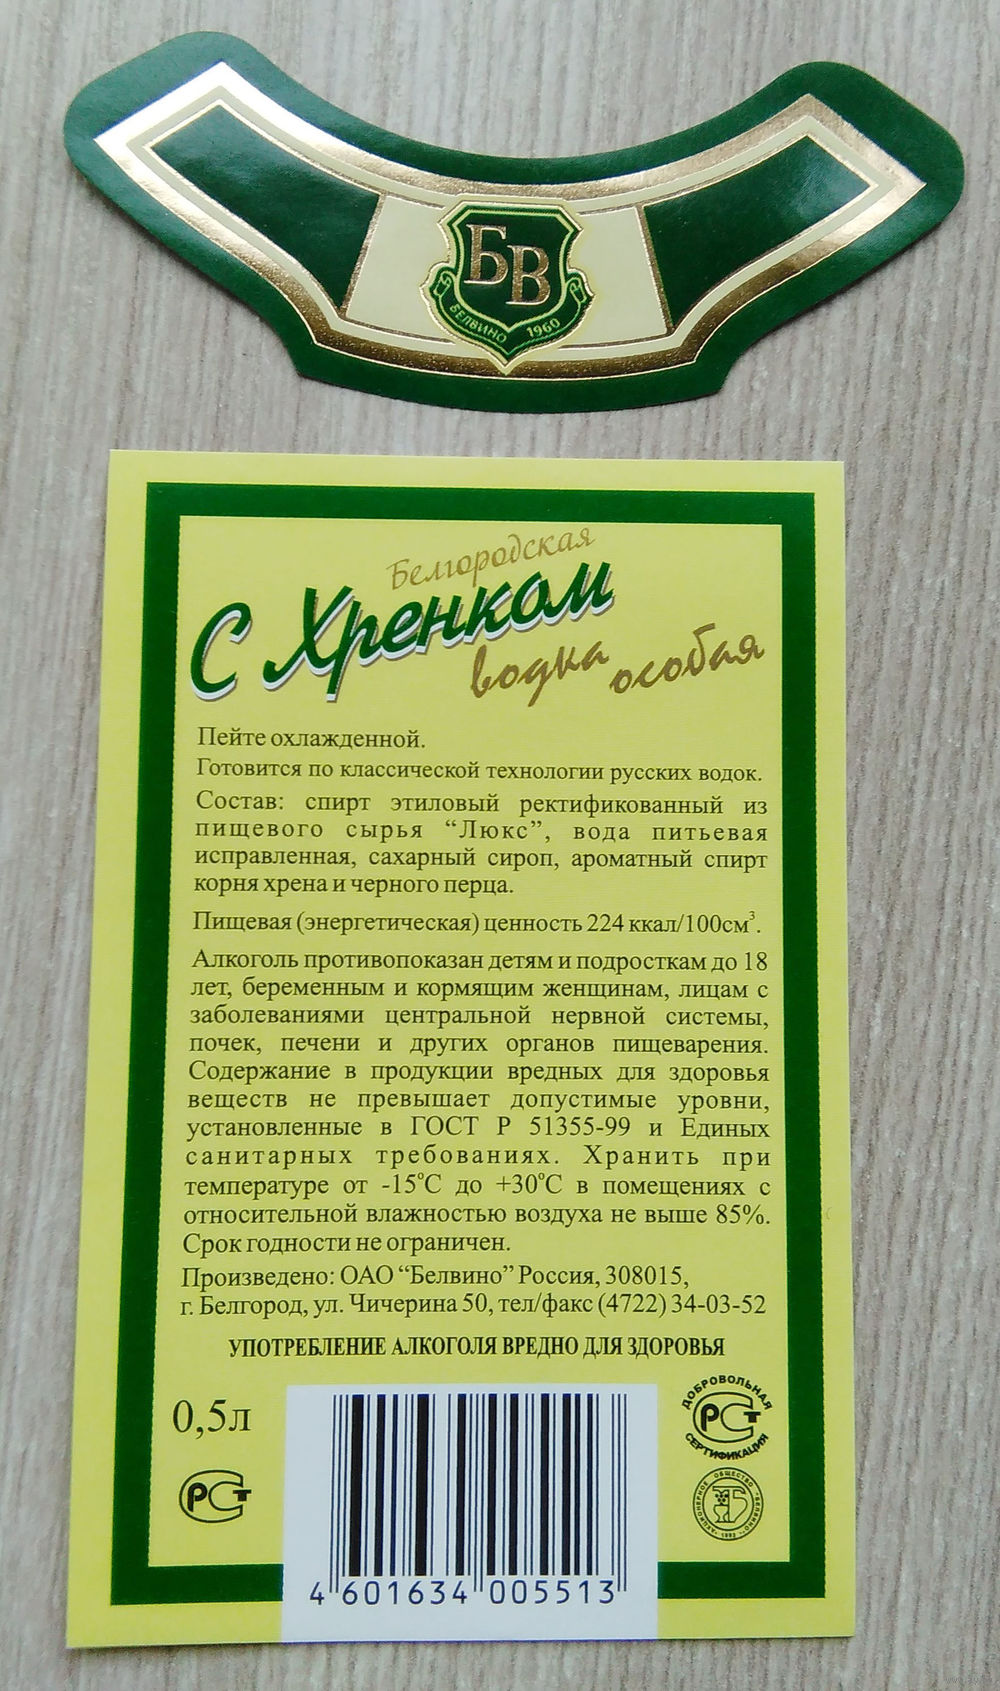 БВ
БЕЛВИНО 1960
Белгородская
С Хренком
водка особая
Пейте охлажденной.
Готовится по классической технологии русских водок.
Состав: спирт этиловый ректификованный из
пищевого сырья “Люкс”, вода питьевая
исправленная, сахарный сироп, ароматный спирт
корня хрена и черного перца.
Пищевая (энергетическая) ценность 224 ккал/100см³.
Алкоголь противопоказан детям и подросткам до 18
лет, беременным и кормящим женщинам, лицам с
заболеваниями центральной нервной системы,
почек, печени и других органов пищеварения.
Содержание в продукции вредных для здоровья
веществ не превышает допустимые уровни,
установленные в ГОСТ Р 51355-99 и Единых
санитарных требованиях. Хранить при
температуре от -15°С до +30°С в помещениях с
относительной влажностью воздуха не выше 85%.
Срок годности не ограничен.
Произведено: ОАО “Белвино” Россия, 308015,
г. Белгород, ул. Чичерина 50, тел/факс (4722) 34-03-52
УПОТРЕБЛЕНИЕ АЛКОГОЛЯ ВРЕДНО ДЛЯ ЗДОРОВЬЯ
0,5л
ДОБРОВОЛЬНАЯ
РСТ
СЕРТИФИКАЦИЯ
РСТ
АКЦИОНЕРНОЕ ОБЩЕСТВО "БЕЛВИНО"
4 601634 005513